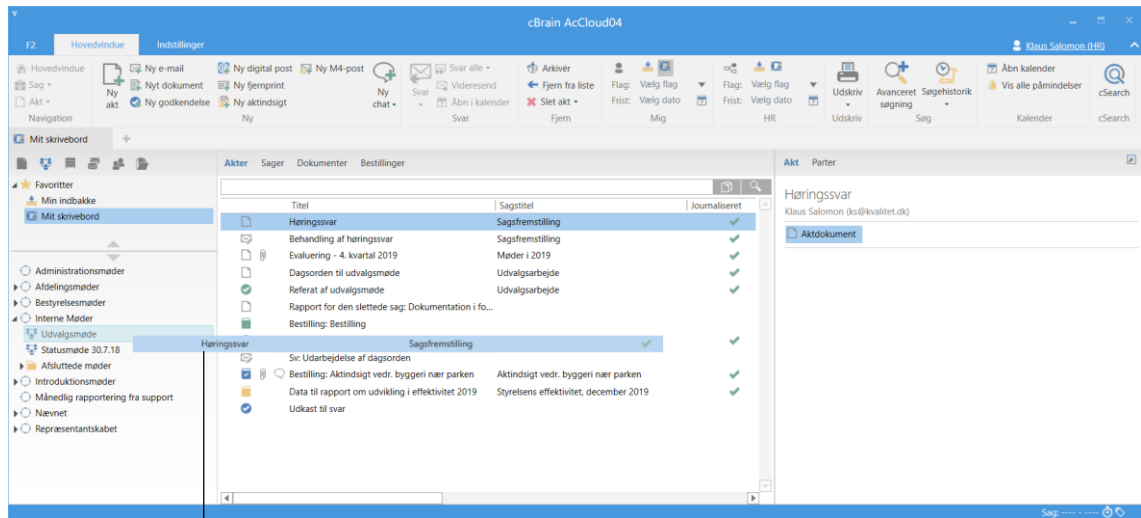 cBrain AcCloud04
F2 Hovedvindue Indstillinger Klaus Salomon (HR)
Hovedvindue
Sag
Akt
Navigation
Ny akt
Ny e-mail
Nyt dokument
Ny godkendelse
Ny digital post Ny M4-post
Ny fjernprint
Ny aktindsigt
Ny chat
Ny
Svar
Svar alle
Videresend
Åbn i kalender
Svar
Arkivér
Fjern fra liste
Slet akt
Fjern
Flag: Vælg flag
Frist: Vælg dato
Mig
Flag: Vælg flag
Frist: Vælg dato
HR
Udskriv
Udskriv
Avanceret søgning
Søgehistorik
Søg
Åbn kalender
Vis alle påmindelser
Kalender
cSearch
cSearch
Mit skrivebord +
Favoritter
Min indbakke
Mit skrivebord
Administrationsmøder
Afdelingsmøder
Bestyrelsesmøder
Interne Møder
Udvalgsmøde
Statusmøde 30.7.18
Afsluttede møder
Introduktionsmøder
Månedlig rapportering fra support
Nævnet
Repræsentantskabet
Akter Sager Dokumenter Bestillinger
Titel Sagstitel Journaliseret
Høringssvar Sagsfremstilling
Behandling af høringssvar Sagsfremstilling
Evaluering - 4. kvartal 2019 Møder i 2019
Dagsorden til udvalgsmøde Udvalgsarbejde
Referat af udvalgsmøde Udvalgsarbejde
Rapport for den slettede sag: Dokumentation i fo...
Bestilling: Bestilling
Høringssvar Sagsfremstilling
Sv: Udarbejdelse af dagsorden
Bestilling: Aktindsigt vedr. byggeri nær parken Aktindsigt vedr. byggeri nær parken
Data til rapport om udvikling i effektivitet 2019 Styrelsens effektivitet, december 2019
Udkast til svar
Akt Parter
Høringssvar
Klaus Salomon (ks@kvalitet.dk)
Aktdokument
Sag: ---- - ----